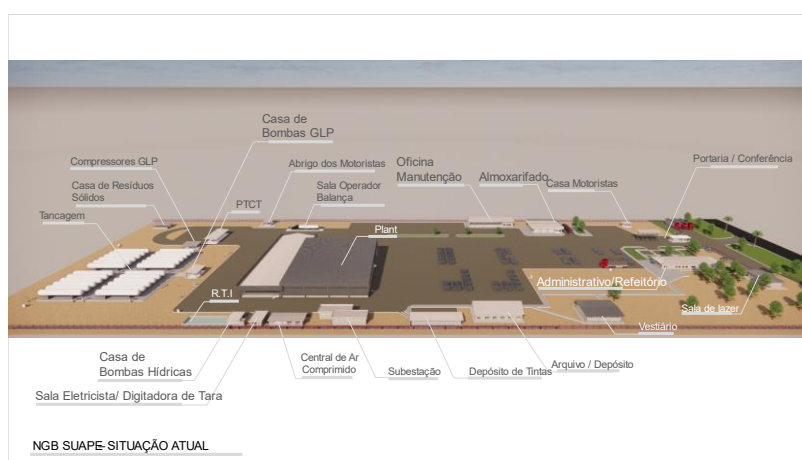 Casa de
Bombas GLP
Compressores GLP
Abrigo dos Motoristas
Oficina
Manutenção
Almoxarifado
Portaria / Conferência
Casa de Resíduos
Sólidos
PTCT
Sala Operador
Balança
Casa Motoristas
Tancagem
Plant
R.T.I
Administrativo/Refeitório
Sala de lazer
Vestiário
Casa de
Bombas Hídricas
Central de Ar
Comprimido
Subestação
Depósito de Tintas
Arquivo / Depósito
Sala Eletricista/ Digitadora de Tara
NGB SUAPE- SITUAÇÃO ATUAL